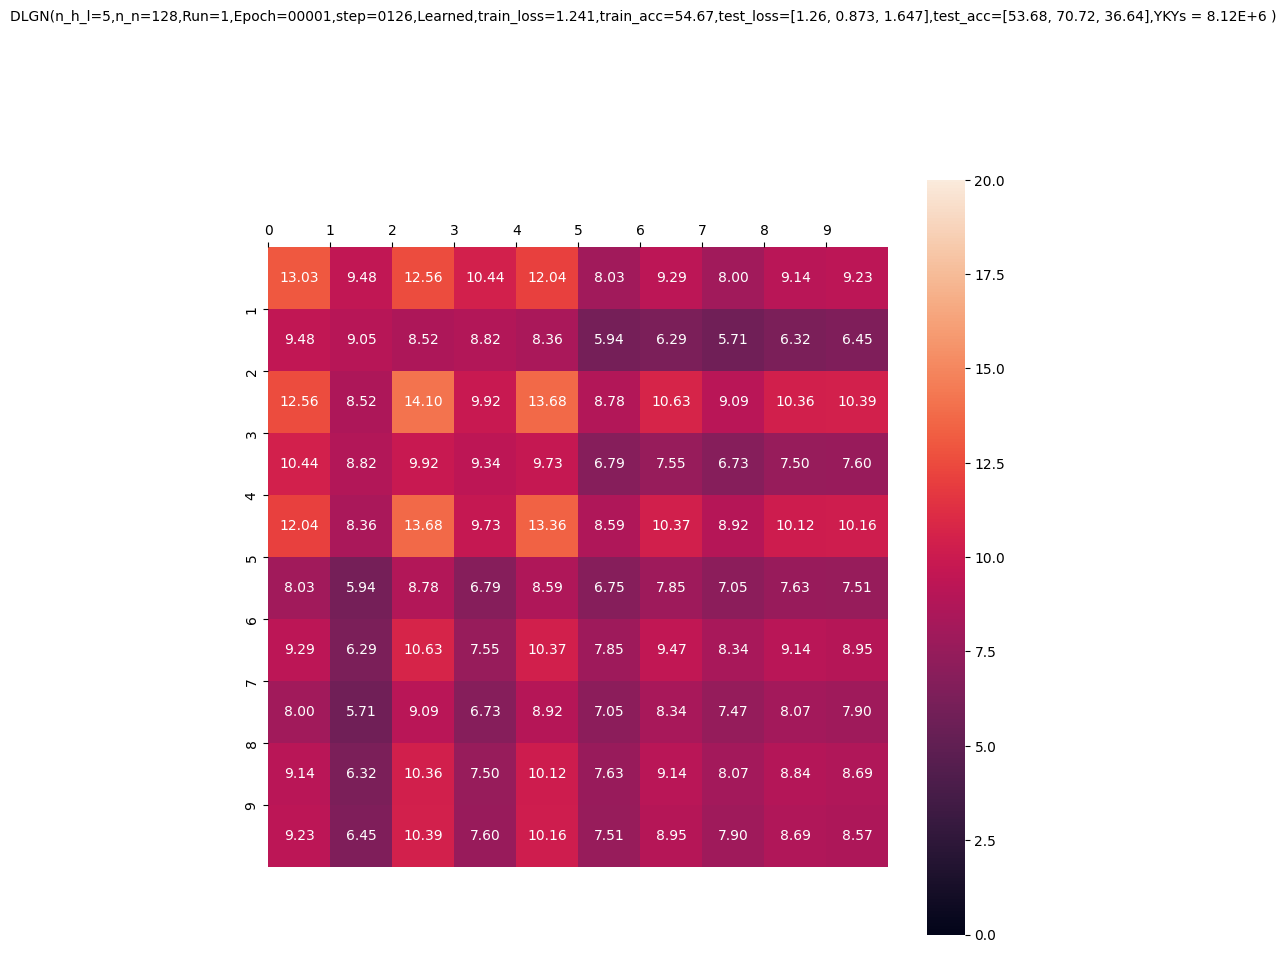 DLGN(n_h_l=5,n_n=128,Run=1,Epoch=00001,step=0126,Learned,train_loss=1.241,train_acc=54.67,test_loss=[1.26, 0.873, 1.647],test_acc=[53.68, 70.72, 36.64],YKYs = 8.12E+6 )
20.0
0 1 2 3 4 5 6 7 8 9
13.03 9.48 12.56 10.44 12.04 8.03 9.29 8.00 9.14 9.23
17.5
1
9.48 9.05 8.52 8.82 8.36 5.94 6.29 5.71 6.32 6.45
2
15.0
12.56 8.52 14.10 9.92 13.68 8.78 10.63 9.09 10.36 10.39
3
12.5
10.44 8.82 9.92 9.34 9.73 6.79 7.55 6.73 7.50 7.60
4
12.04 8.36 13.68 9.73 13.36 8.59 10.37 8.92 10.12 10.16
5
10.0
8.03 5.94 8.78 6.79 8.59 6.75 7.85 7.05 7.63 7.51
6
9.29 6.29 10.63 7.55 10.37 7.85 9.47 8.34 9.14 8.95
7.5
7
8.00 5.71 9.09 6.73 8.92 7.05 8.34 7.47 8.07 7.90
8
5.0
9.14 6.32 10.36 7.50 10.12 7.63 9.14 8.07 8.84 8.69
9
9.23 6.45 10.39 7.60 10.16 7.51 8.95 7.90 8.69 8.57
2.5
0.0